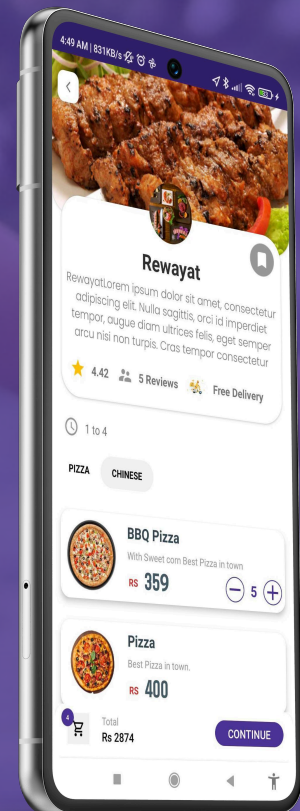 4:49 AM | 831KB/s
Rewayat
RewayatLorem ipsum dolor sit amet, consectetur
adipiscing elit. Nulla sagittis, orci id imperdiet
tempor, augue diam ultrices felis, eget semper
arcu nisi non turpis. Cras tempor consectetur
4.42 5 Reviews Free Delivery
1 to 4
PIZZA CHINESE
BBQ Pizza
With Sweet corn Best Pizza in town
RS 359 5
Pizza
Best Pizza in town.
RS 400
4
Total
Rs 2874
CONTINUE